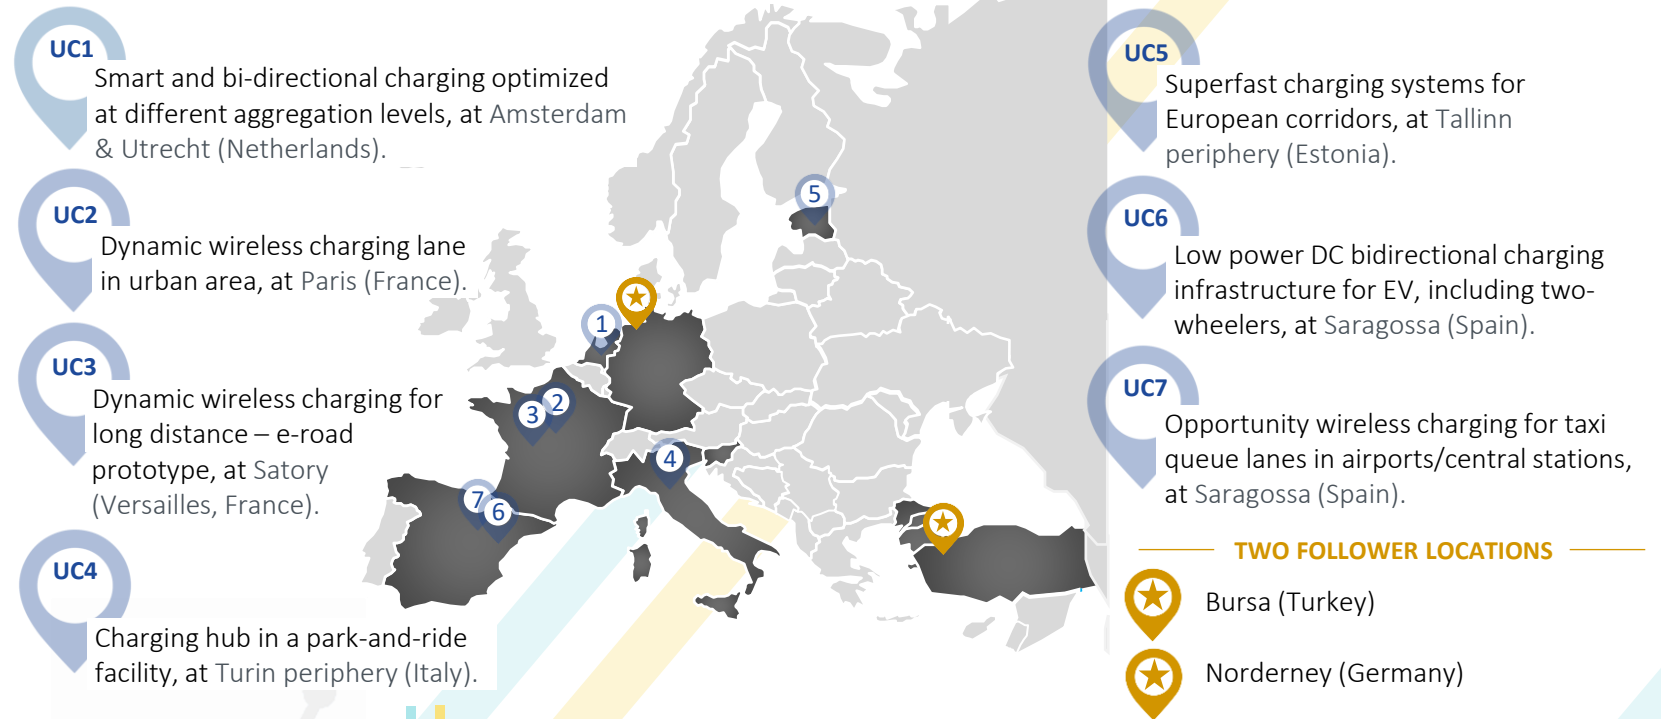 UC1
Smart and bi-directional charging optimized
at different aggregation levels, at Amsterdam
& Utrecht (Netherlands).
UC2
Dynamic wireless charging lane
in urban area, at Paris (France).
UC3
Dynamic wireless charging for
long distance – e-road
prototype, at Satory
(Versailles, France).
UC4
Charging hub in a park-and-ride
facility, at Turin periphery (Italy).
5
1
2
3
4
7
6
UC5
Superfast charging systems for
European corridors, at Tallinn
periphery (Estonia).
UC6
Low power DC bidirectional charging
infrastructure for EV, including two-
wheelers, at Saragossa (Spain).
UC7
Opportunity wireless charging for taxi
queue lanes in airports/central stations,
at Saragossa (Spain).
TWO FOLLOWER LOCATIONS
Bursa (Turkey)
Norderney (Germany)